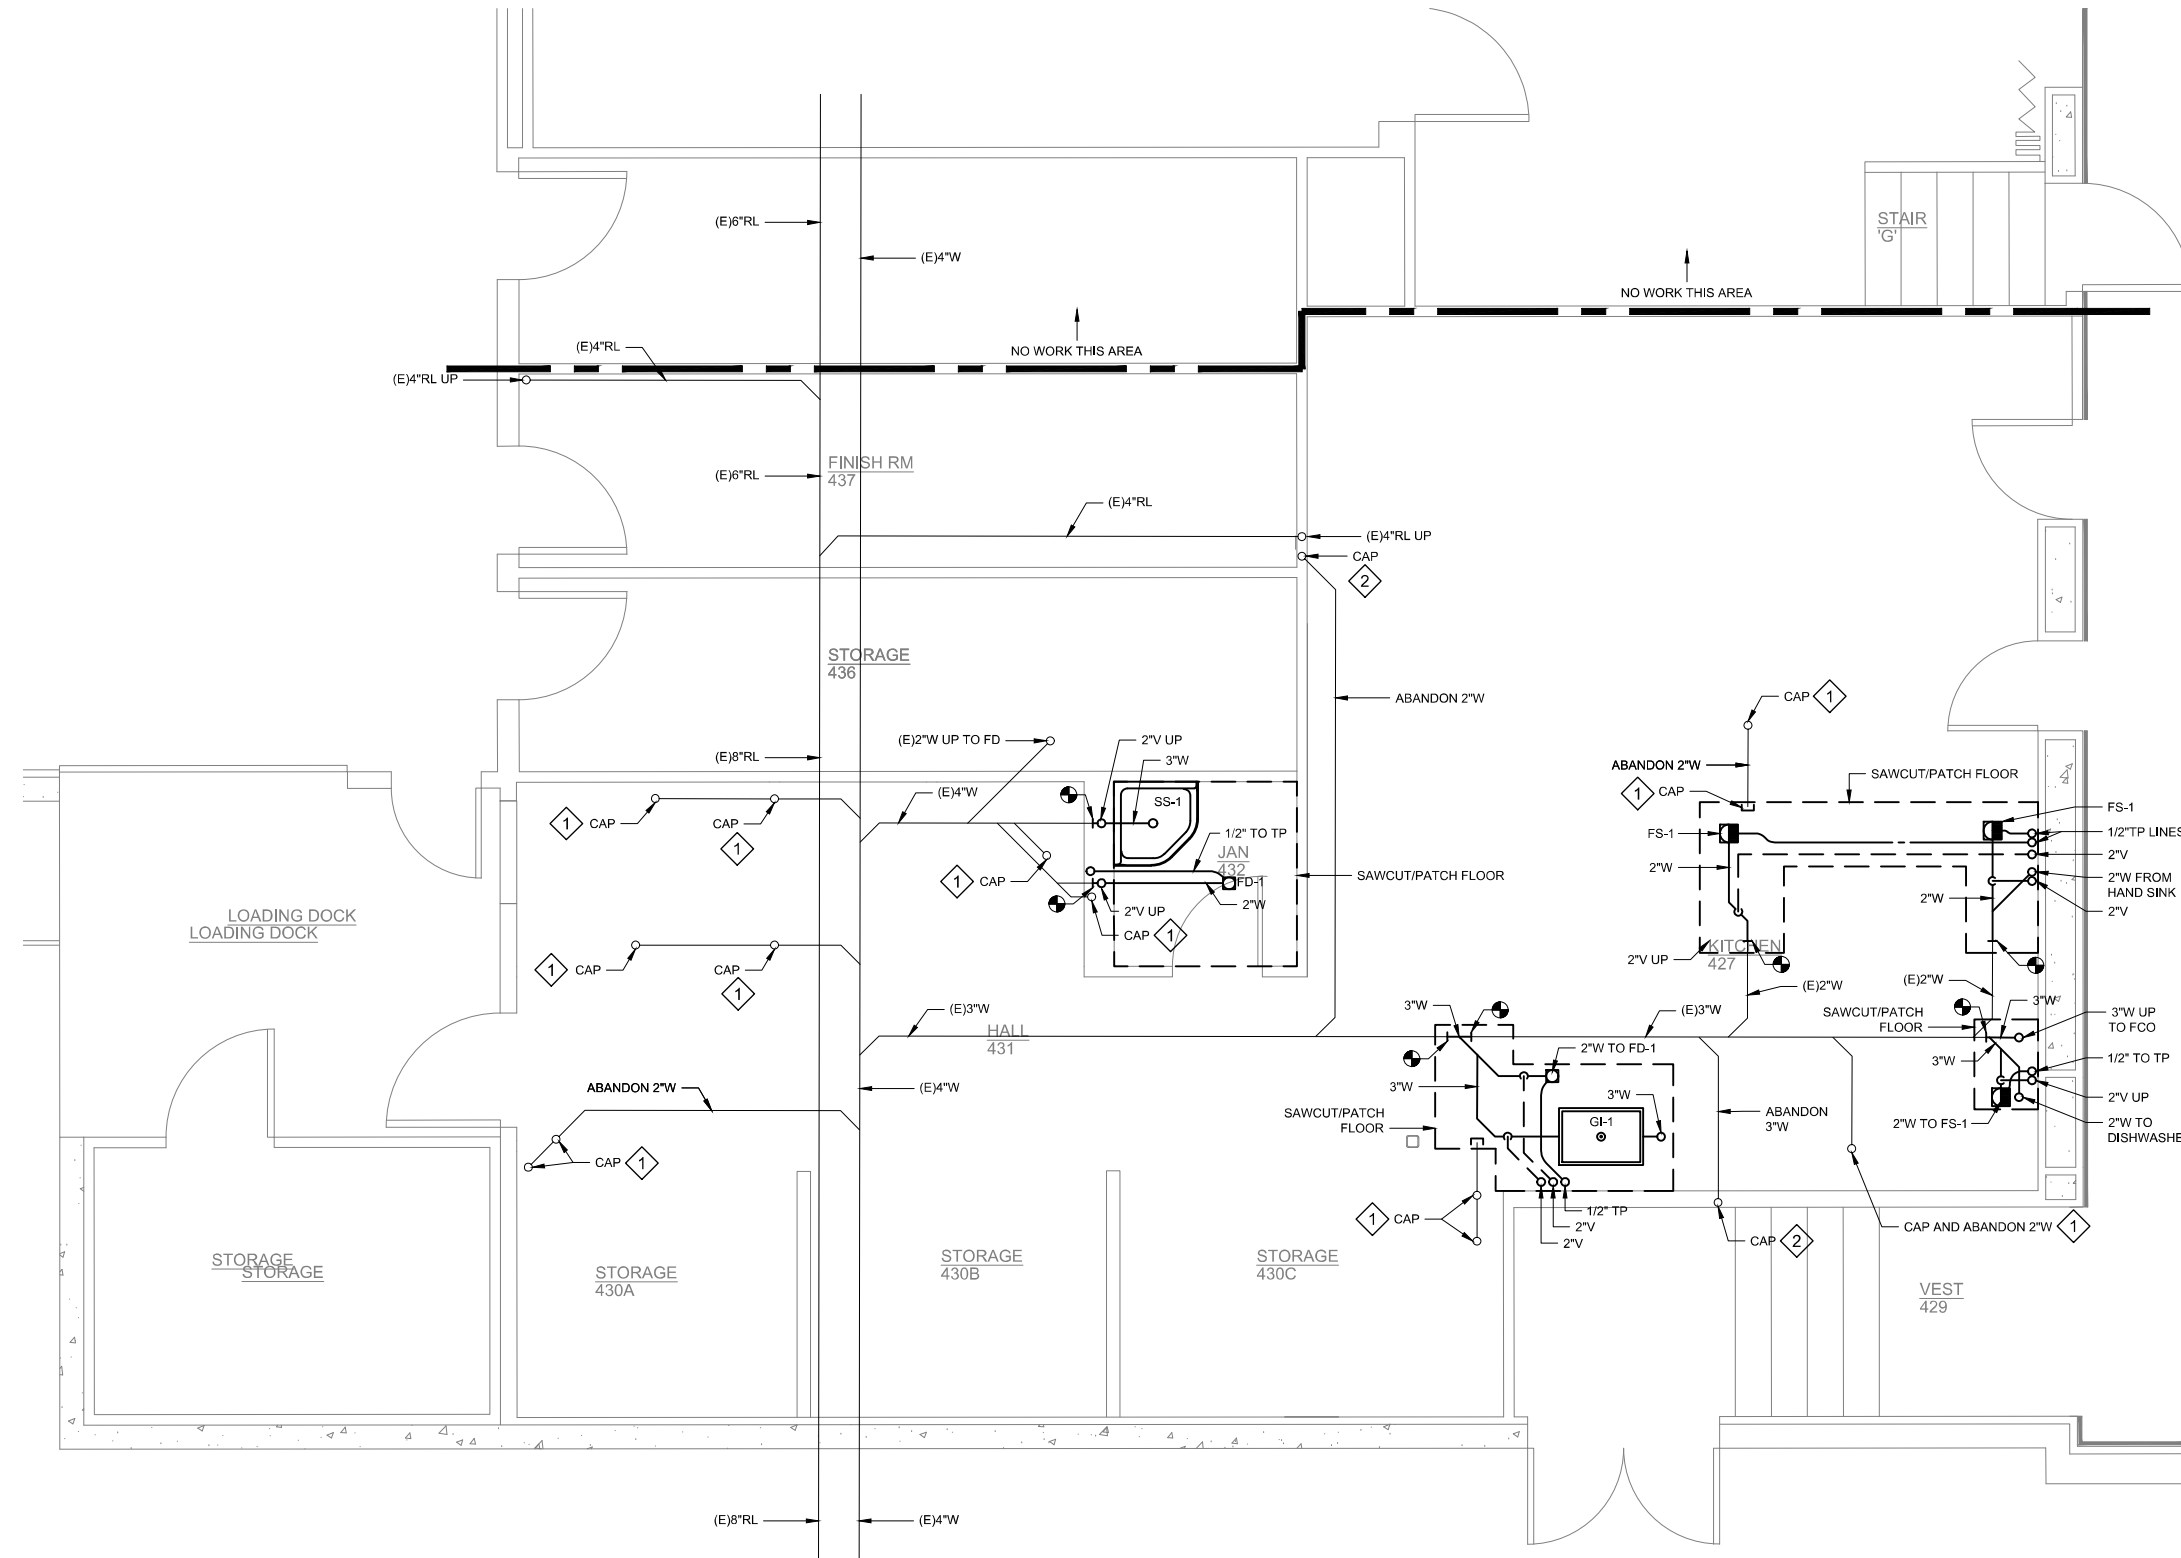 STAIR
'G'
(E)6"RL
(E)4"W
NO WORK THIS AREA
NO WORK THIS AREA
(E)4"RL
(E)4"RL UP
FINISH RM
437
(E)6"RL
(E)4"RL
(E)4"RL UP
CAP
2
STORAGE
436
ABANDON 2"W
CAP 1
(E)2"W UP TO FD
2"V UP
3"W
(E)8"RL
ABANDON 2"W
SAWCUT/PATCH FLOOR
1 CAP
(E)4"W
SS-1
FS-1
1 CAP
CAP
1
1/2" TO TP
JAN
432
FS-1
1/2"TP LINES
2"V
1 CAP
FD-1
SAWCUT/PATCH FLOOR
2"W
2"W FROM
HAND SINK
2"W
2"V UP
2"W
2"V
LOADING DOCK
LOADING DOCK
CAP 1
KITCHEN
427
2"V UP
1 CAP
CAP
1
(E)2"W
(E)2"W
3"W
(E)3"W
HALL
431
3"W
(E)3"W
SAWCUT/PATCH
FLOOR
3"W UP
TO FCO
2"W TO FD-1
3"W
1/2" TO TP
ABANDON 2"W
(E)4"W
3"W
3"W
2"V UP
SAWCUT/PATCH
FLOOR
GI-1
ABANDON
3"W
2"W TO FS-1
2"W TO
DISHWASHE
CAP 1
1 CAP
1/2" TP
2"V
2"V
CAP 2
CAP AND ABANDON 2"W 1
STORAGE
STORAGE
STORAGE
430A
STORAGE
430B
STORAGE
430C
VEST
429
(E)8"RL
(E)4"W